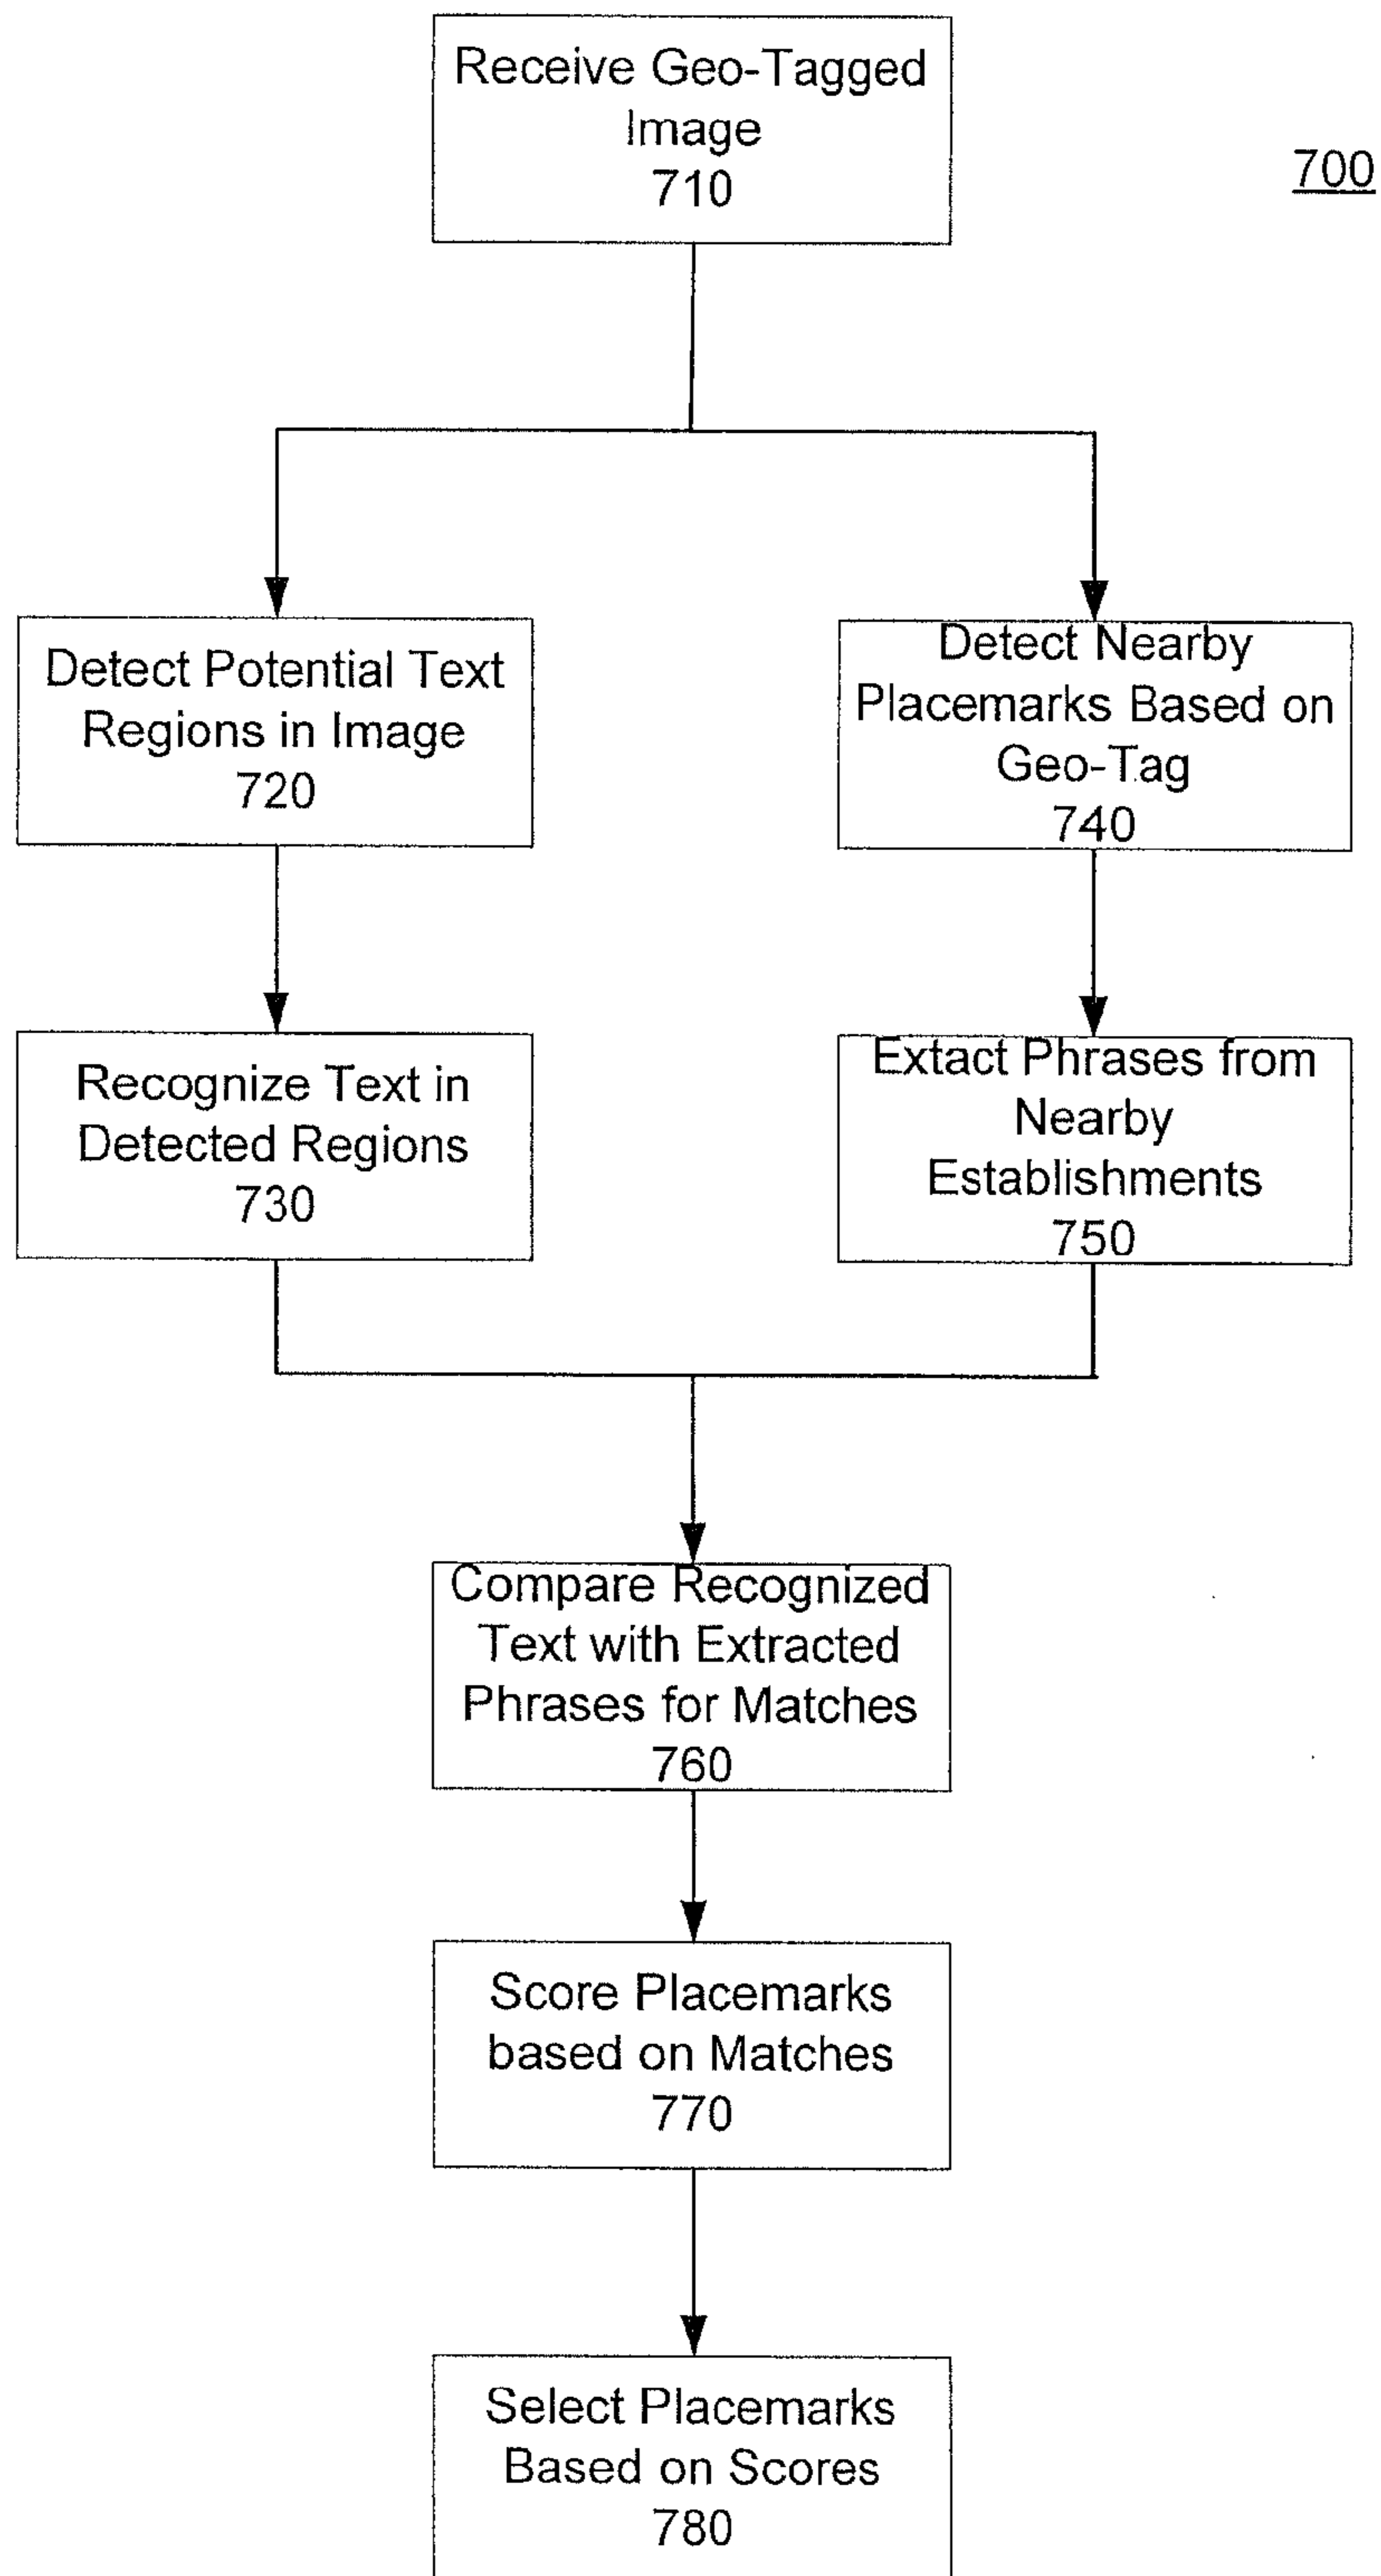 Receive Geo-Tagged
Image
710
700
Detect Potential Text
Regions in Image
720
Detect Nearby
Placemarks Based on
Geo-Tag
740
Recognize Text in
Detected Regions
730
Extact Phrases from
Nearby
Establishments
750
Compare Recognized
Text with Extracted
Phrases for Matches
760
Score Placemarks
based on Matches
770
Select Placemarks
Based on Scores
780